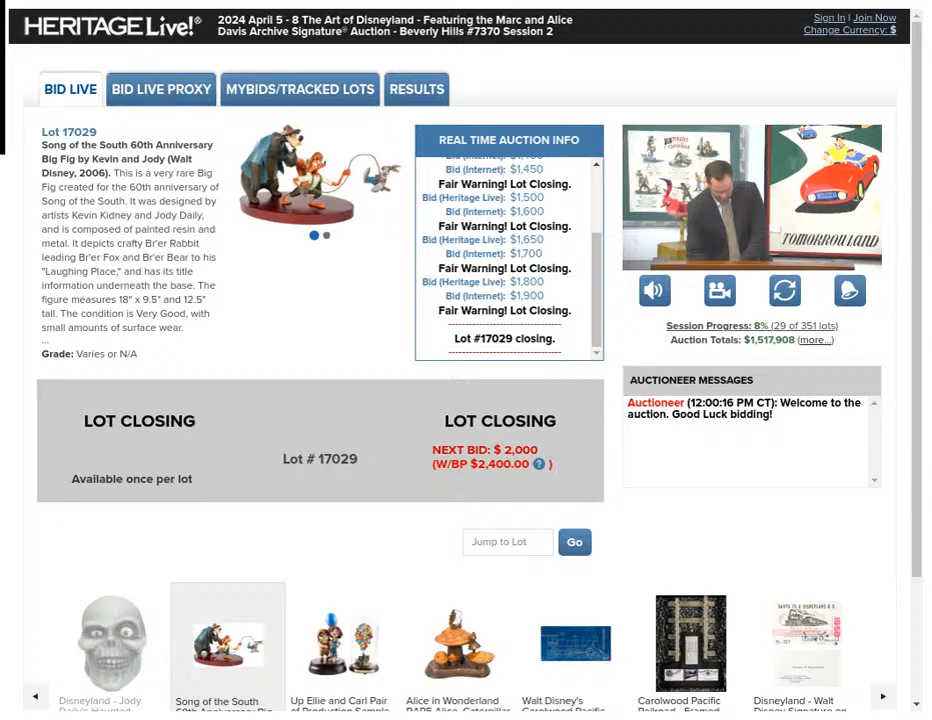 HERITAGE Live!®
2024 April 5 - 8 The Art of Disneyland - Featuring the Marc and Alice
Davis Archive Signature® Auction - Beverly Hills #7370 Session 2
Sign In | Join Now
Change Currency: $
BID LIVE
BID LIVE PROXY
MYBIDS/TRACKED LOTS
RESULTS
Lot 17029
Song of the South 60th Anniversary
Big Fig by Kevin and Jody (Walt
Disney, 2006). This is a very rare Big
Fig created for the 60th anniversary of
Song of the South. It was designed by
artists Kevin Kidney and Jody Daily,
and is composed of painted resin and
metal. It depicts crafty Br'er Rabbit
leading Br'er Fox and Br'er Bear to his
"Laughing Place," and has its title
information underneath the base. The
figure measures 18" x 9.5" and 12.5"
tall. The condition is Very Good, with
small amounts of surface wear.
...
Grade: Varies or N/A
REAL TIME AUCTION INFO
Bid (Internet): $1,450
Fair Warning! Lot Closing.
Bid (Heritage Live): $1,500
Bid (Internet): $1,600
Fair Warning! Lot Closing.
Bid (Heritage Live): $1,650
Bid (Internet): $1,700
Fair Warning! Lot Closing.
Bid (Heritage Live): $1,800
Bid (Internet): $1,900
Fair Warning! Lot Closing.
Lot #17029 closing.
TOMORROWLAND
Session Progress: 8% (29 of 351 lots)
Auction Totals: $1,517,908 (more...)
AUCTIONEER MESSAGES
Auctioneer (12:00:16 PM CT): Welcome to the
auction. Good Luck bidding!
LOT CLOSING
Available once per lot
Lot # 17029
LOT CLOSING
NEXT BID: $ 2,000
(W/BP $2,400.00 ? )
Jump to Lot
Go
Disneyland - Jody
Daily's Haunted
Song of the South
60th Anniversary Big
Up Ellie and Carl Pair
of Production Sample
Alice in Wonderland
RARE Alice, Caterpillar
Walt Disney's
Carolwood Pacific
Carolwood Pacific
Railroad - Framed
Disneyland - Walt
Disney Signature on